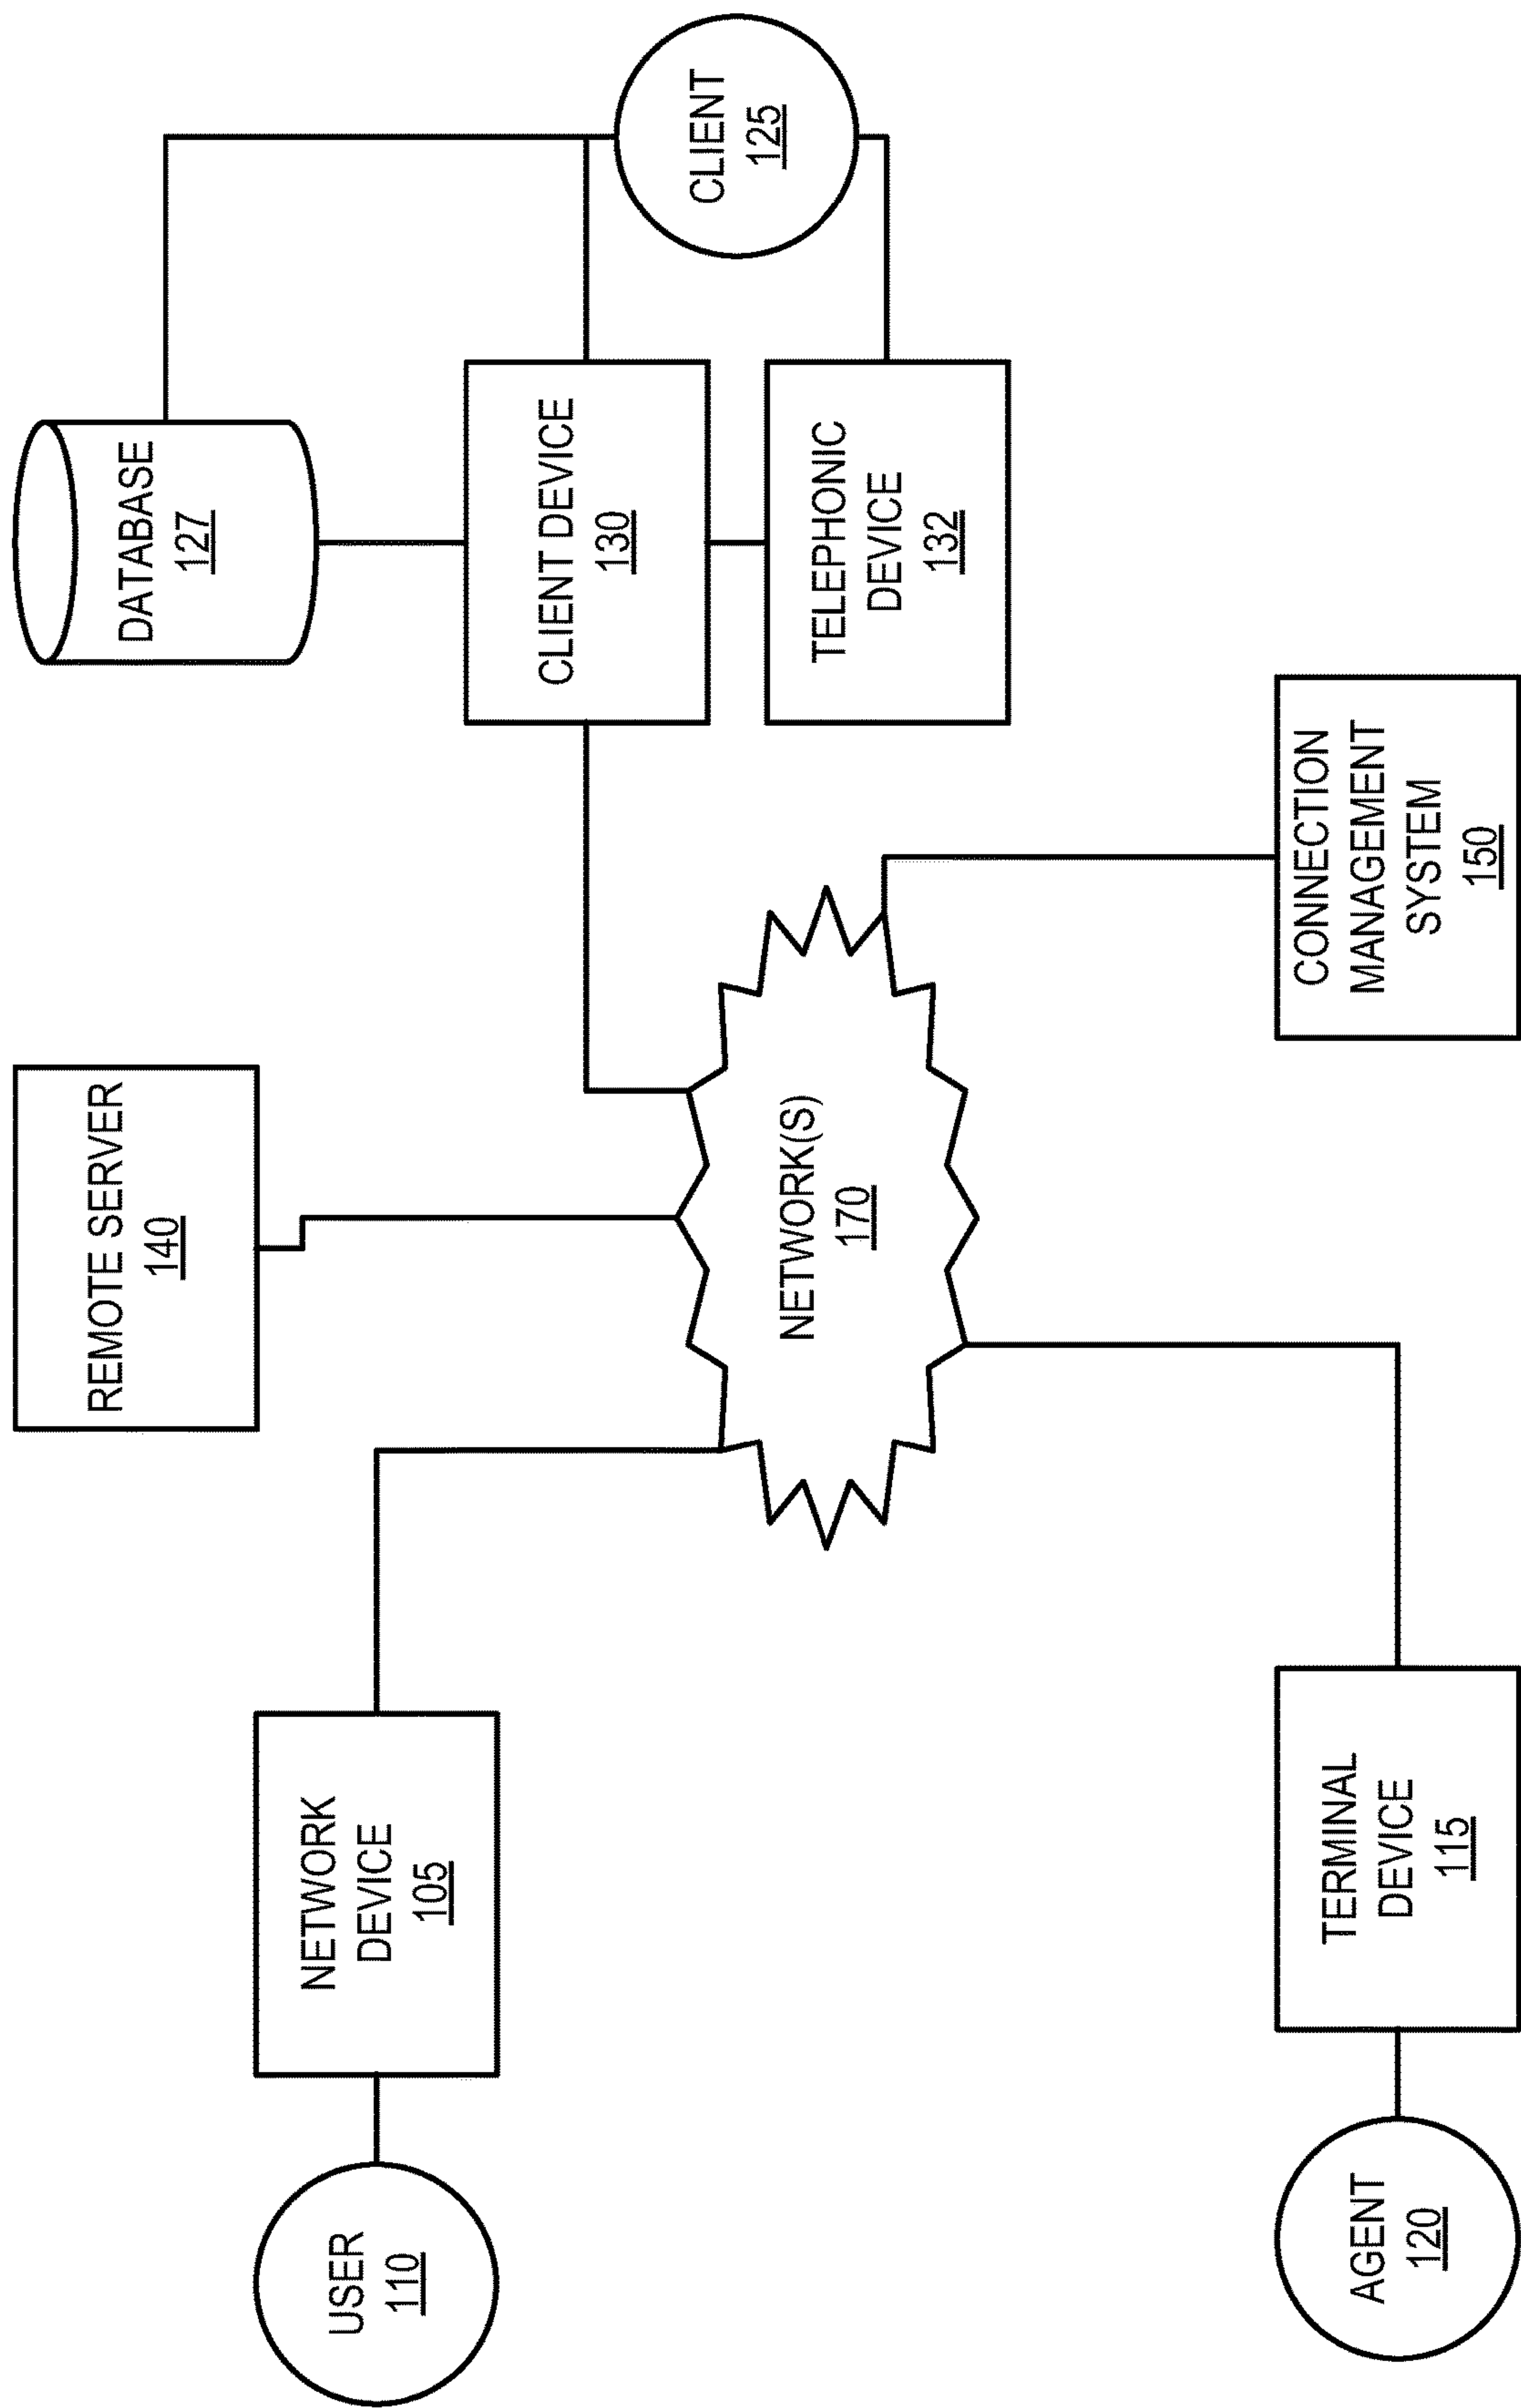 REMOTE SERVER
140
DATABASE
127
USER
110
NETWORK
DEVICE
105
CLIENT DEVICE
130
CLIENT
125
NETWORK(S)
170
TELEPHONIC
DEVICE
132
AGENT
120
TERMINAL
DEVICE
115
CONNECTION
MANAGEMENT
SYSTEM
150